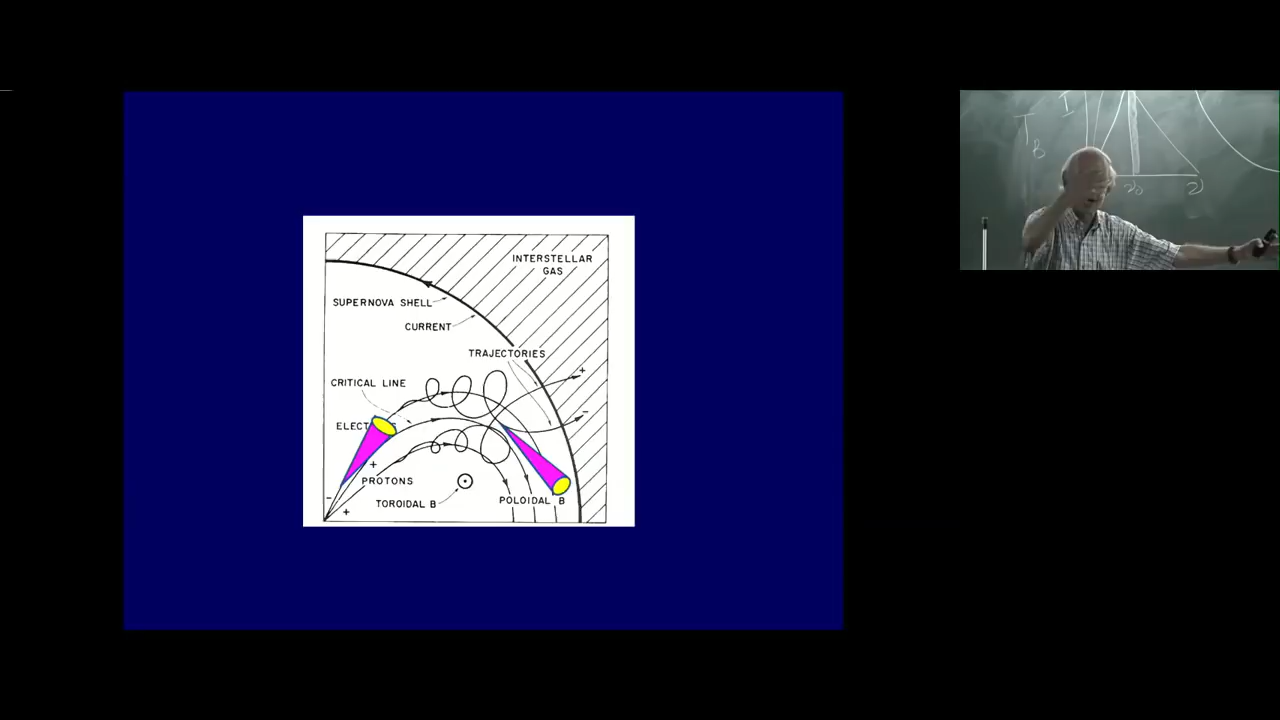 INTERSTELLAR
GAS
SUPERNOVA SHELL
CURRENT
TRAJECTORIES
+
CRITICAL LINE
-
+
PROTONS
-
TOROIDAL B
POLOIDAL B
+
I
T
B